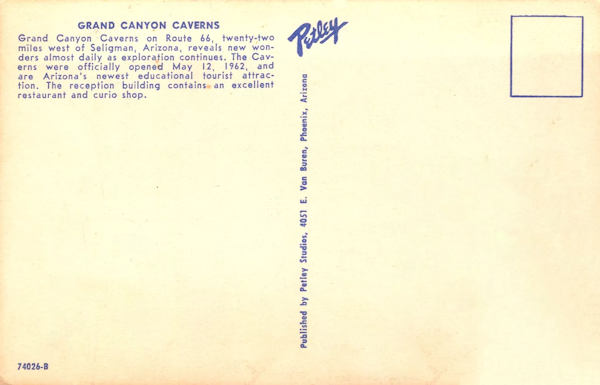 GRAND CANYON CAVERNS
Grand Canyon Caverns on Route 66, twenty-two
miles west of Seligman, Arizona, reveals new won-
ders almost daily as exploration continues. The Cav-
erns were officially opened May 12, 1962, and
are Arizona's newest educational tourist attrac-
tion. The reception building contains an excellent
restaurant and curio shop.
Petley
Published by Petley Studios, 4051 E. Van Buren, Phoenix, Arizona
74026-B